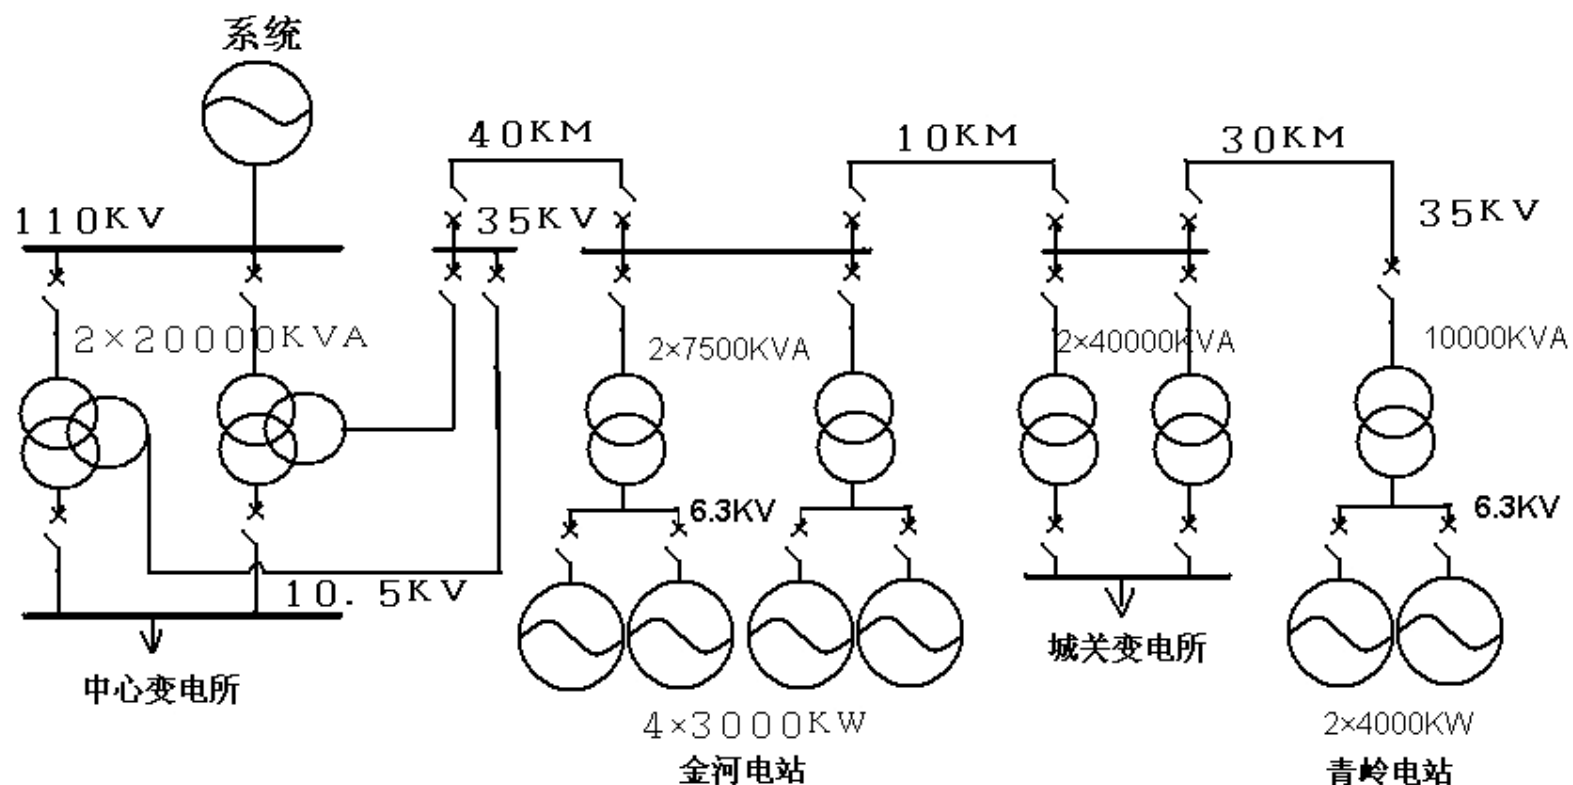 系统
40KM
10KM
30KM
110KV
35KV
35KV
2×20000KVA
2×7500KVA
2×40000KVA
10000KVA
6.3KV
6.3KV
10.5KV
中心变电所
城关变电所
4×3000KW
2×4000KW
金河电站
青岭电站